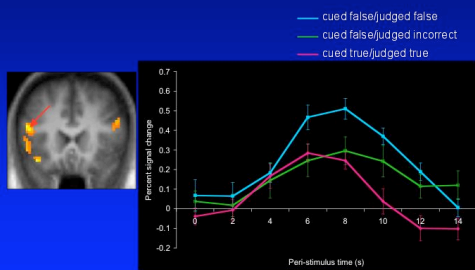 cued false/judged false
cued false/judged incorrect
cued true/judged true
0.7
0.6
0.5
0.4
0.3
0.2
0.1
0
-0.1
-0.2
Percent signal change
0 2 4 6 8 10 12 14
Peri-stimulus time (s)